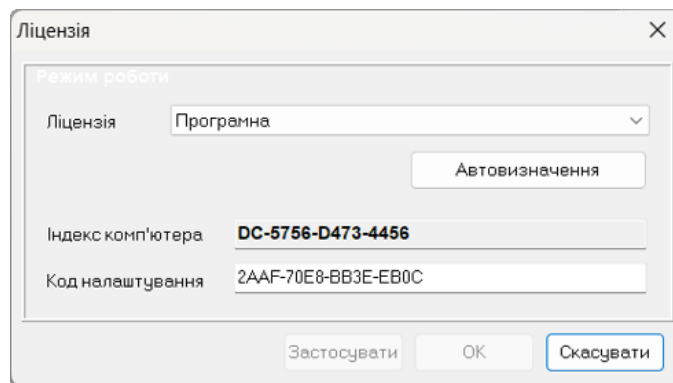 Ліцензія
Режим роботи
Ліцензія Програмна
Автовизначення
Індекс комп'ютера DC-5756-D473-4456
Код налаштування 2AAF-70E8-BB3E-EB0C
Застосувати OK Скасувати